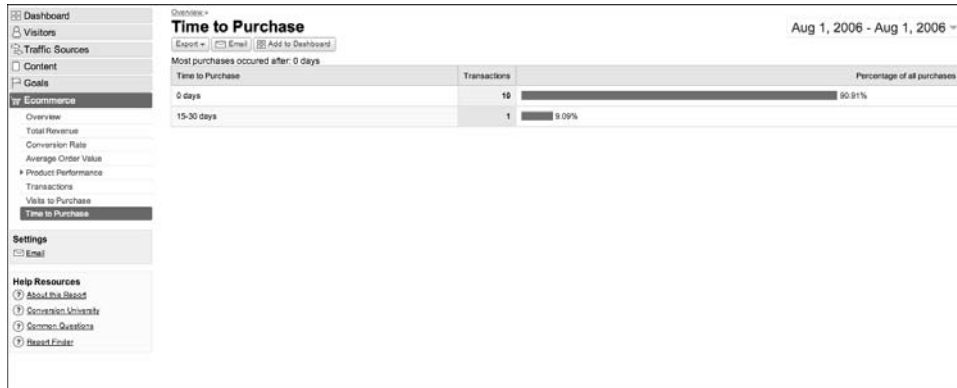 Dashboard
Visitors
Traffic Sources
Content
Goals
Ecommerce
Overview
Total Revenue
Conversion Rate
Average Order Value
Product Performance
Transactions
Visits to Purchase
Time to Purchase
Settings
Email
Help Resources
About this Report
Conversion University
Common Questions
Report Finder
Overview »
Time to Purchase
Aug 1, 2006 - Aug 1, 2006
Export Email Add to Dashboard
Most purchases occured after: 0 days
Time to Purchase Transactions Percentage of all purchases
0 days 10 90.91%
15-30 days 1 9.09%